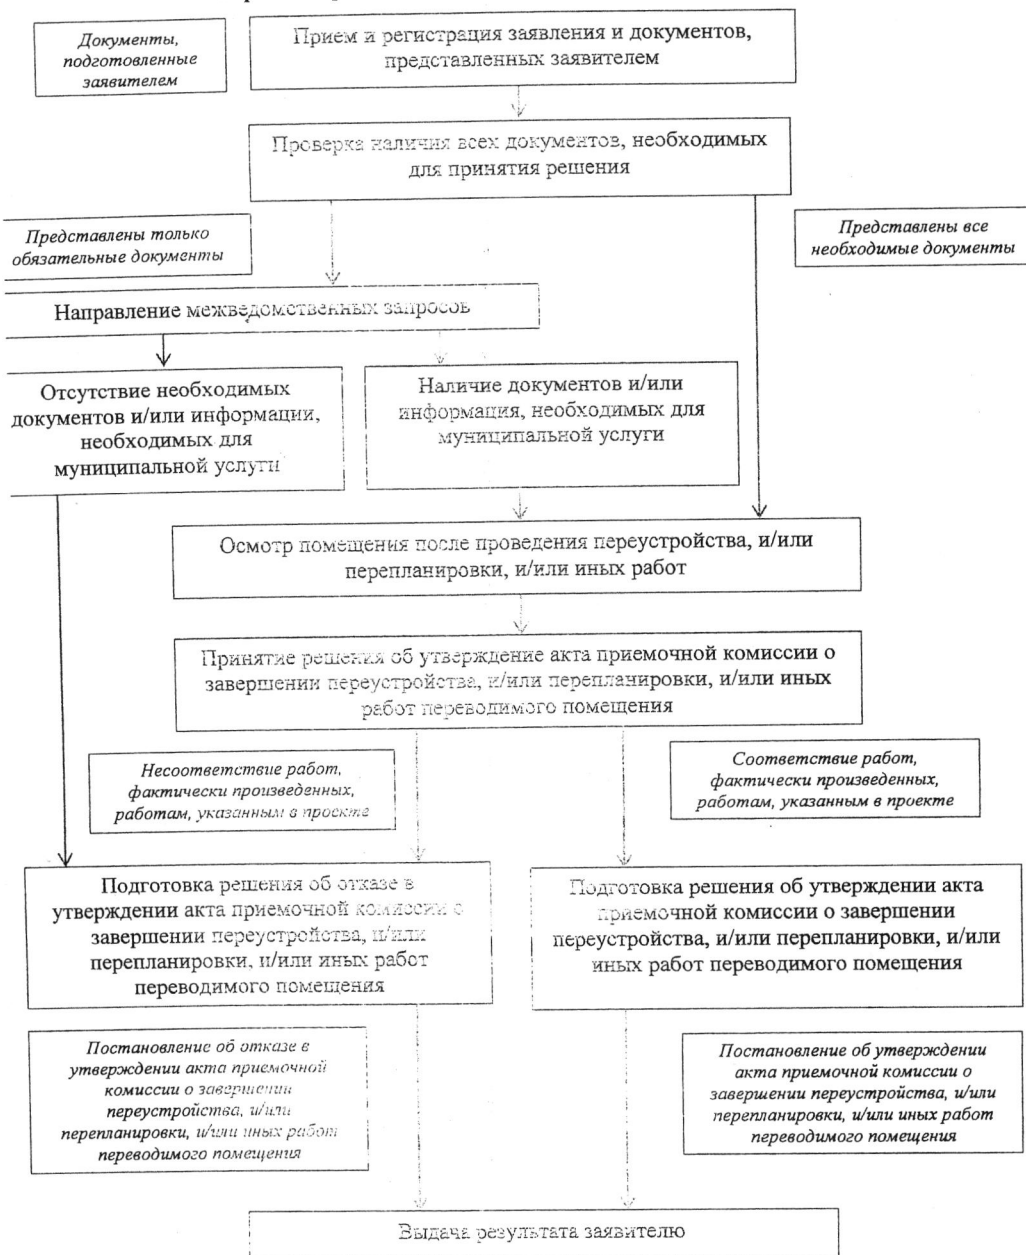 Документы,
подготовленные
заявителем
Прием и регистрация заявления и документов,
представленных заявителем
Проверка наличия всех документов, необходимых
для принятия решения
Представлены только
обязательные документы
Представлены все
необходимые документы
Направление межведомственных запросов
Отсутствие необходимых
документов и/или информации,
необходимых для
муниципальной услуги
Наличие документов и/или
информация, необходимых для
муниципальной услуги
Осмотр помещения после проведения переустройства, и/или
перепланировки, и/или иных работ
Принятие решения об утверждение акта приемочной комиссии о
завершении переустройства, и/или перепланировки, и/или иных
работ переводимого помещения
Несоответствие работ,
фактически произведенных,
работам, указанным в проекте
Соответствие работ,
фактически произведенных,
работам, указанным в проекте
Подготовка решения об отказе в
утверждении акта приемочной комиссии о
завершении переустройства, и/или
перепланировки, и/или иных работ
переводимого помещения
Подготовка решения об утверждении акта
приемочной комиссии о завершении
переустройства, и/или перепланировки, и/или
иных работ переводимого помещения
Постановление об отказе в
утверждении акта приемочной
комиссии о завершении
переустройства, и/или
перепланировки, и/или иных работ
переводимого помещения
Постановление об утверждении
акта приемочной комиссии о
завершении переустройства, и/или
перепланировки, и/или иных работ
переводимого помещения
Выдача результата заявителю